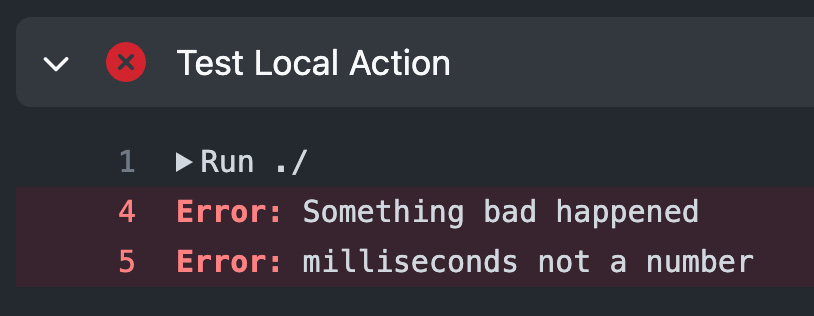 Test Local Action
1 ▶Run ./
4 Error: Something bad happened
5 Error: milliseconds not a number